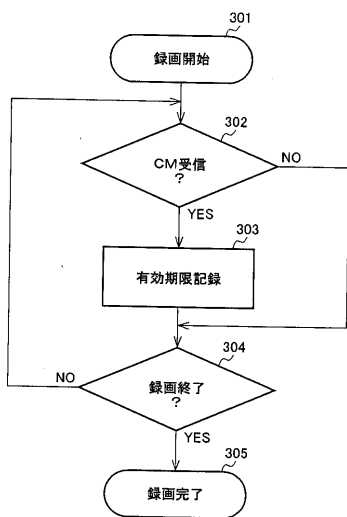 301
録画開始
302
CM受信
?
NO
YES
303
有効期限記録
304
録画終了
?
NO
YES
305
録画完了